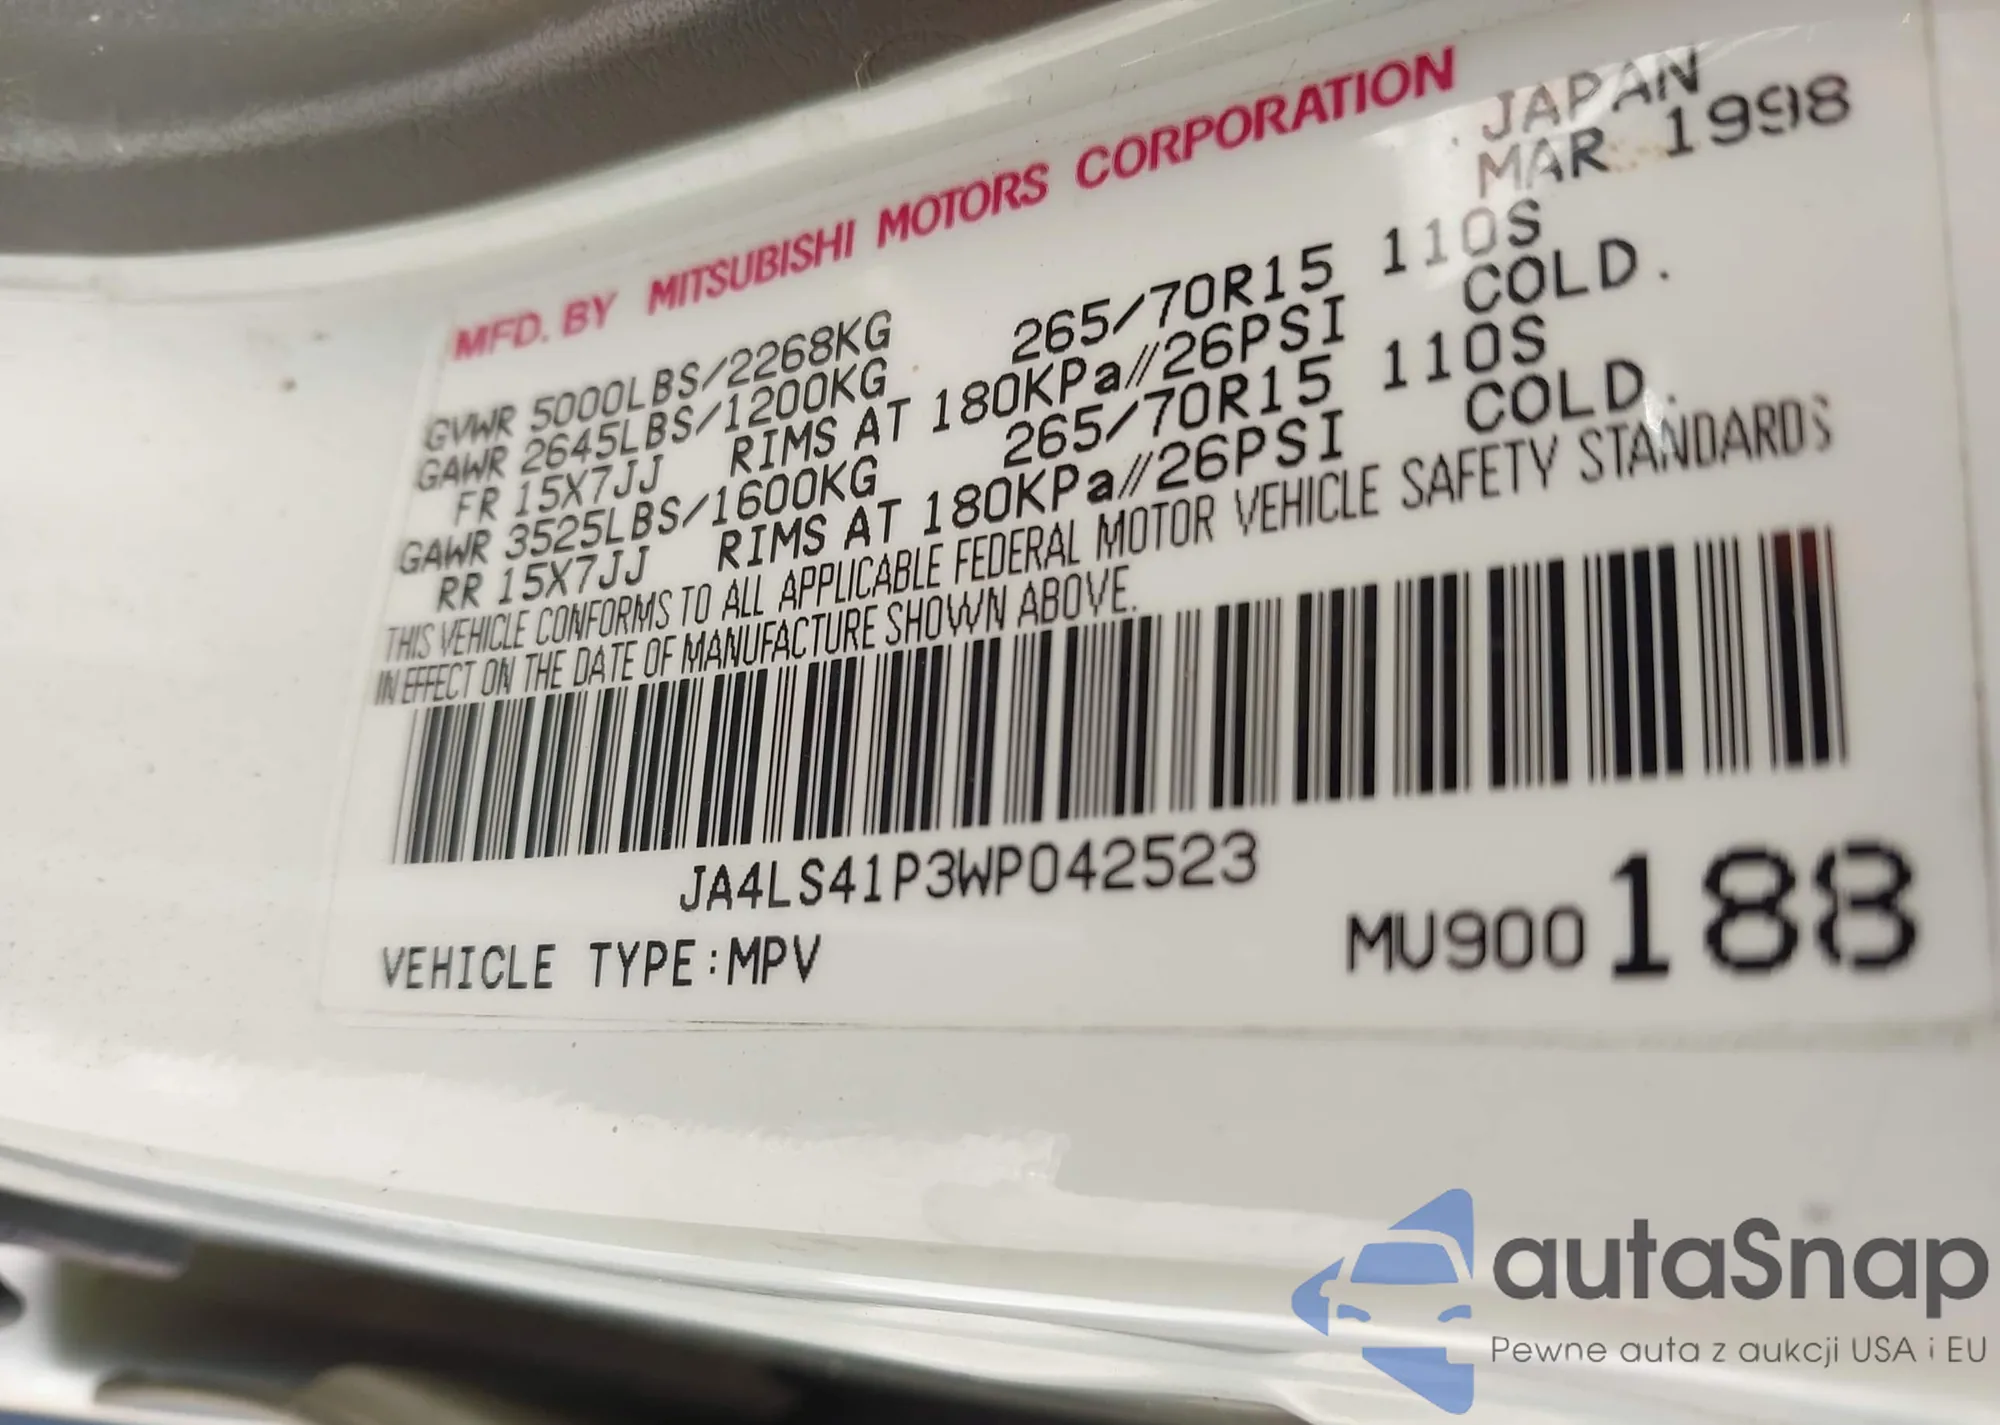 MFD. BY MITSUBISHI MOTORS CORPORATION
JAPAN
MAR 1998
GVWR 5000LBS/2268KG
GAWR 2645LBS/1200KG 265/70R15 110S
FR 15X7JJ RIMS AT 180KPa//26PSI COLD.
GAWR 3525LBS/1600KG 265/70R15 110S
RR 15X7JJ RIMS AT 180KPa//26PSI COLD.
THIS VEHICLE CONFORMS TO ALL APPLICABLE FEDERAL MOTOR VEHICLE SAFETY STANDARDS
IN EFFECT ON THE DATE OF MANUFACTURE SHOWN ABOVE.
JA4LS41P3WP042523
VEHICLE TYPE:MPV
MU900188
autaSnap
Pewne auta z aukcji USA i EU